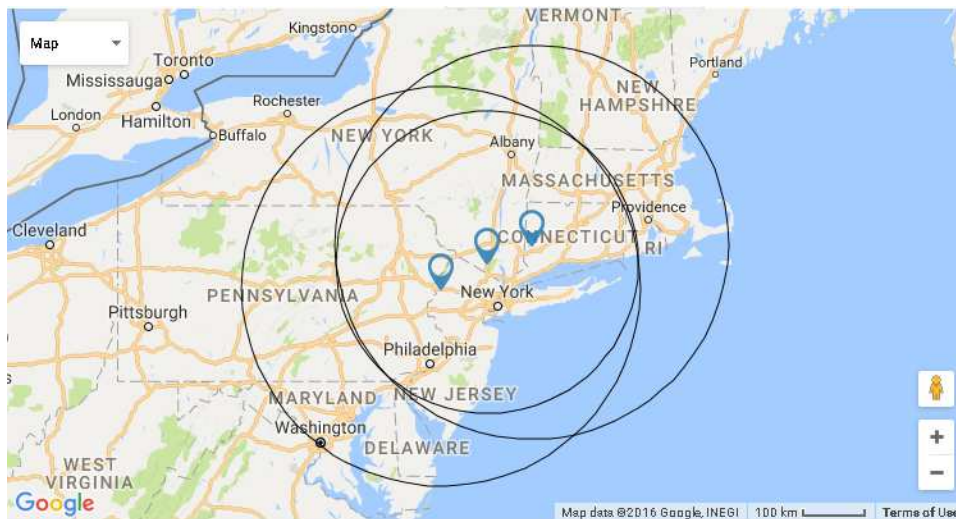 VERMONT
Kingston
Map
Portland
Toronto
Mississauga
NEW
HAMPSHIRE
London
Rochester
Hamilton
Buffalo
NEW YORK
Albany
MASSACHUSETTS
Providence
Cleveland
CONNECTICUT
RI
PENNSYLVANIA
New York
Pittsburgh
Philadelphia
MARYLAND
NEW JERSEY
Washington
DELAWARE
WEST
VIRGINIA
Google
Map data ©2016 Google, INEGI
100 km
Terms of Use